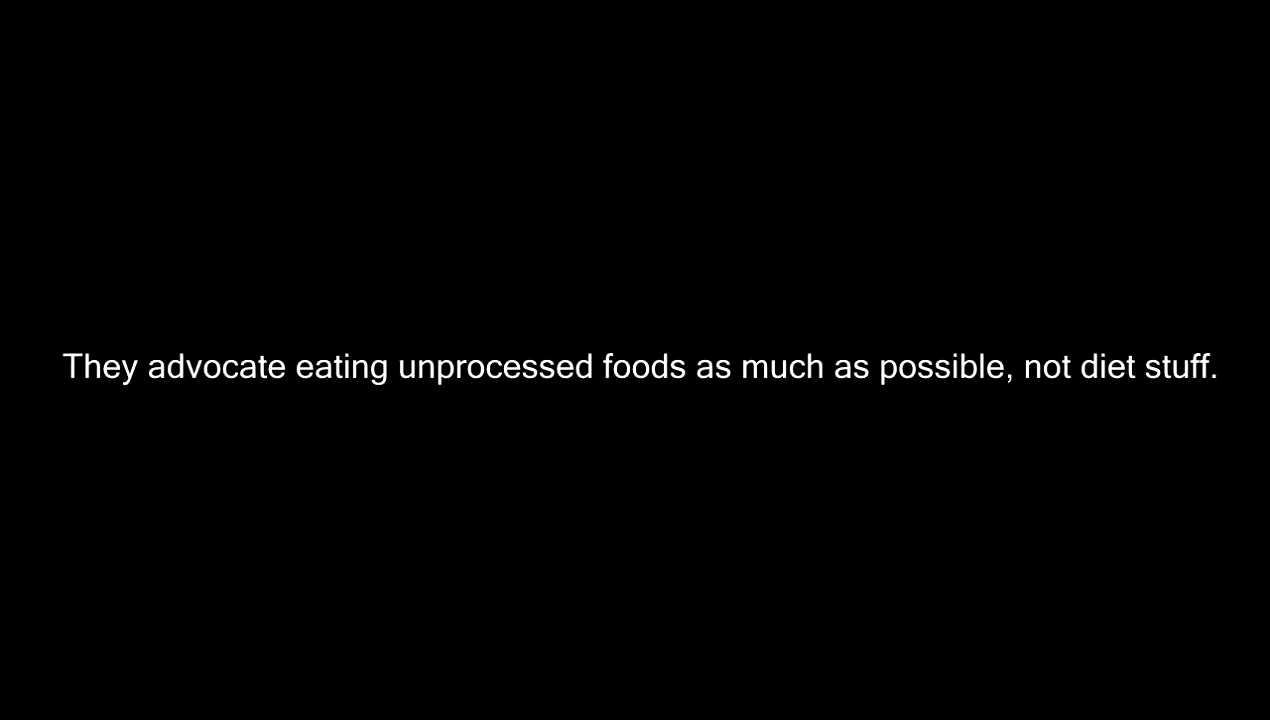 They advocate eating unprocessed foods as much as possible, not diet stuff.